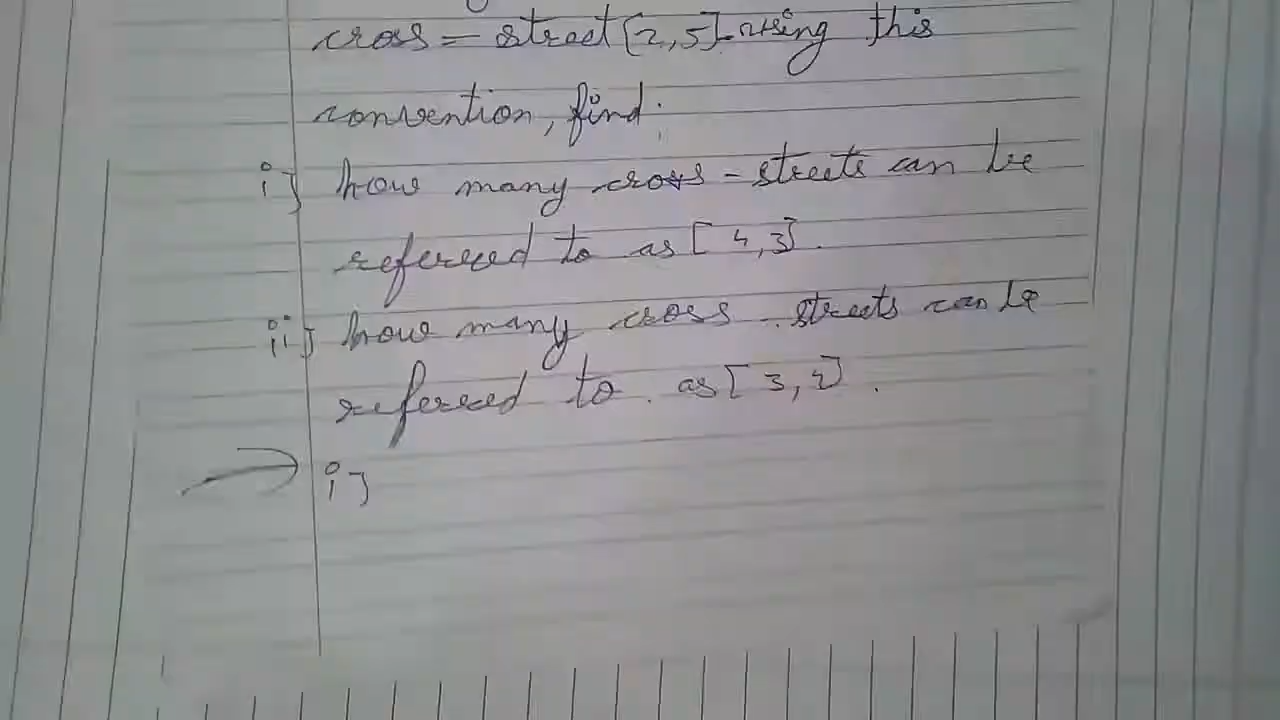 cross = street [2,5]. using this
convention, find.
i] how many cross - streets can be
referred to as [4,3].
ii] how many cross - streets can be
referred to as [3,4].
i]